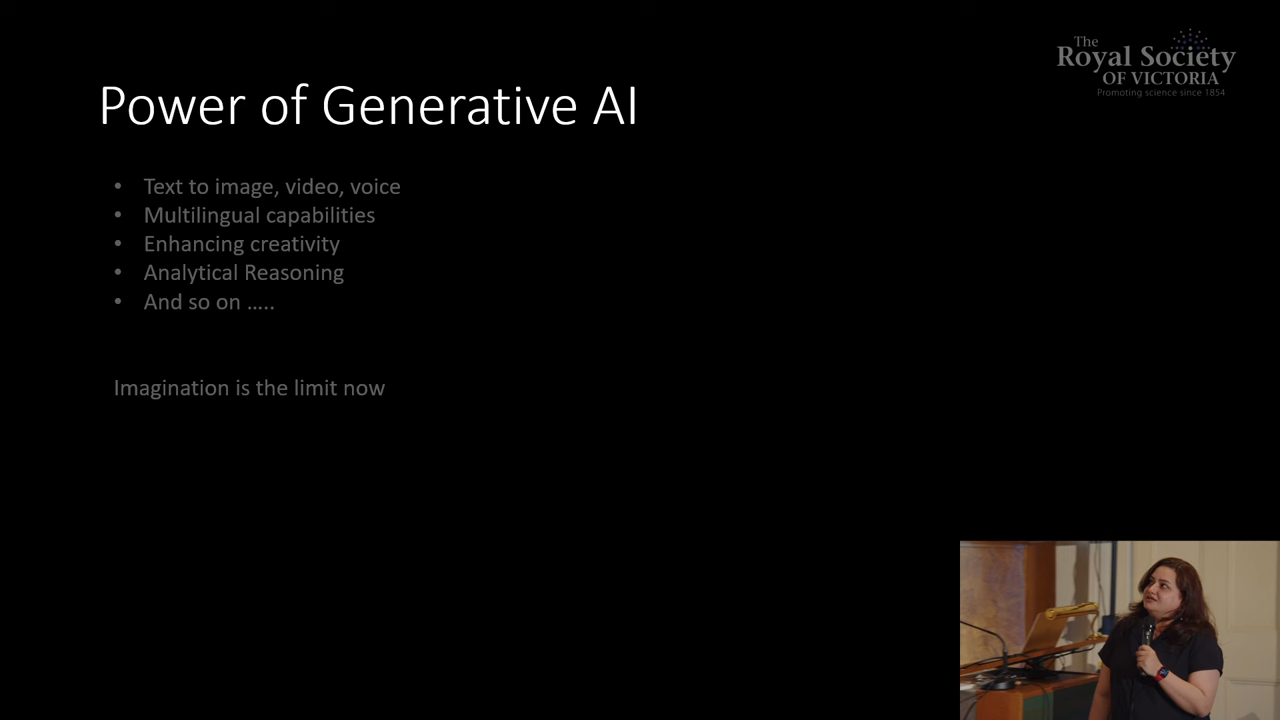 The
Royal Society
OF VICTORIA
Promoting science since 1854
Power of Generative AI
• Text to image, video, voice
• Multilingual capabilities
• Enhancing creativity
• Analytical Reasoning
• And so on .....
Imagination is the limit now